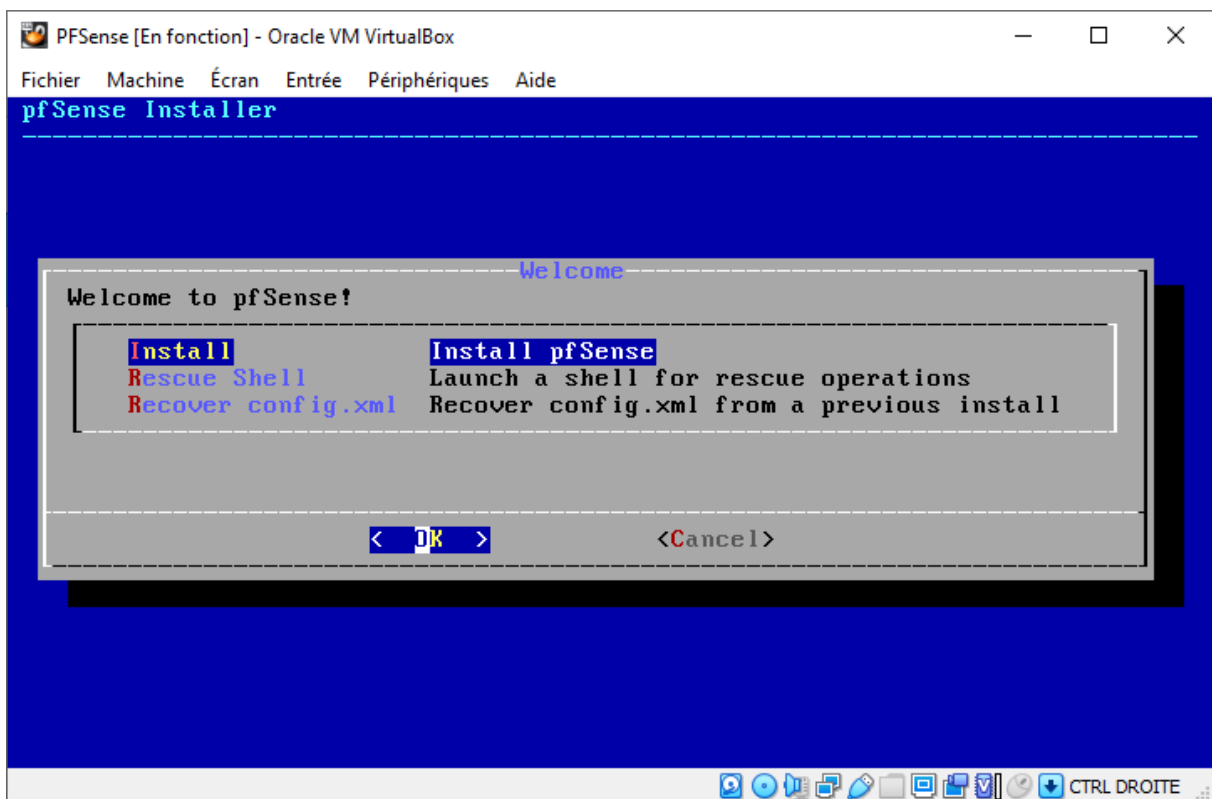 PFSense [En fonction] - Oracle VM VirtualBox
Fichier Machine Écran Entrée Périphériques Aide
pfSense Installer
Welcome
Welcome to pfSense!
Install Install pfSense
Rescue Shell Launch a shell for rescue operations
Recover config.xml Recover config.xml from a previous install
< OK > <Cancel>
CTRL DROITE